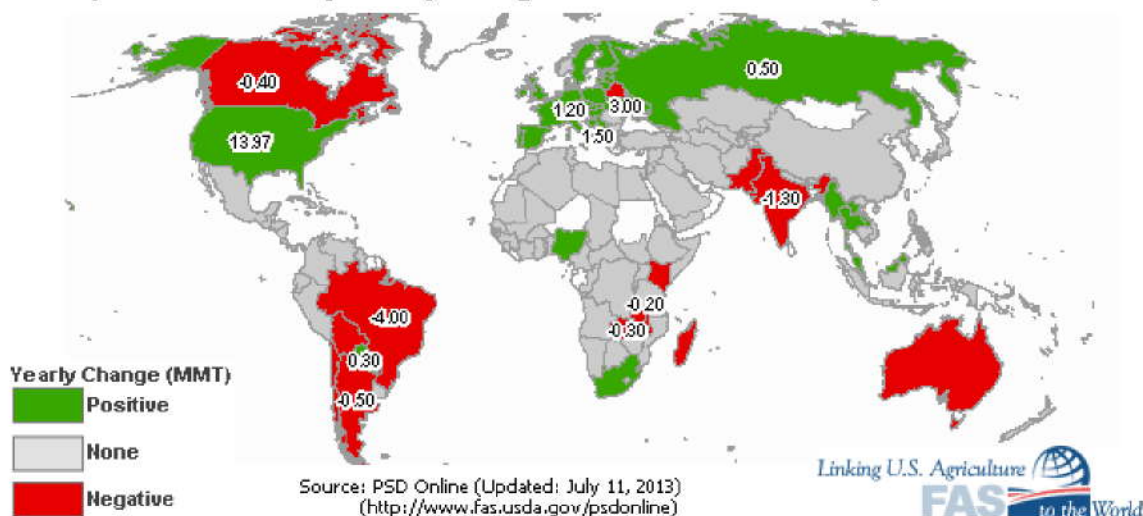 -0.40
0.50
1.20
3.00
1.50
13.97
-1.30
-0.20
-4.00
-0.30
0.30
-0.50
Yearly Change (MMT)
Positive
None
Negative
Source: PSD Online (Updated: July 11, 2013)
(http://www.fas.usda.gov/psdonline)
Linking U.S. Agriculture
FAS
to the World